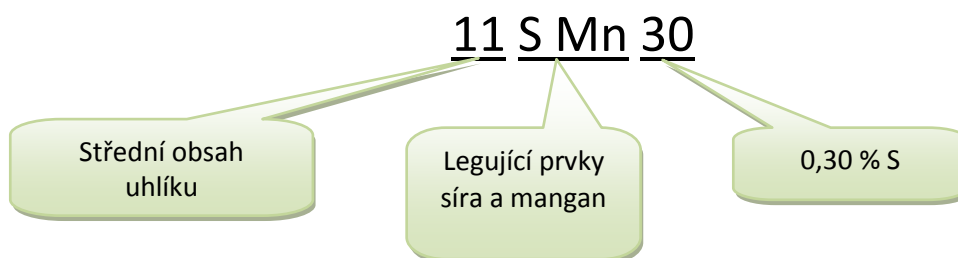 11 S Mn 30
Střední obsah
uhlíku
Legující prvky
síra a mangan
0,30 % S